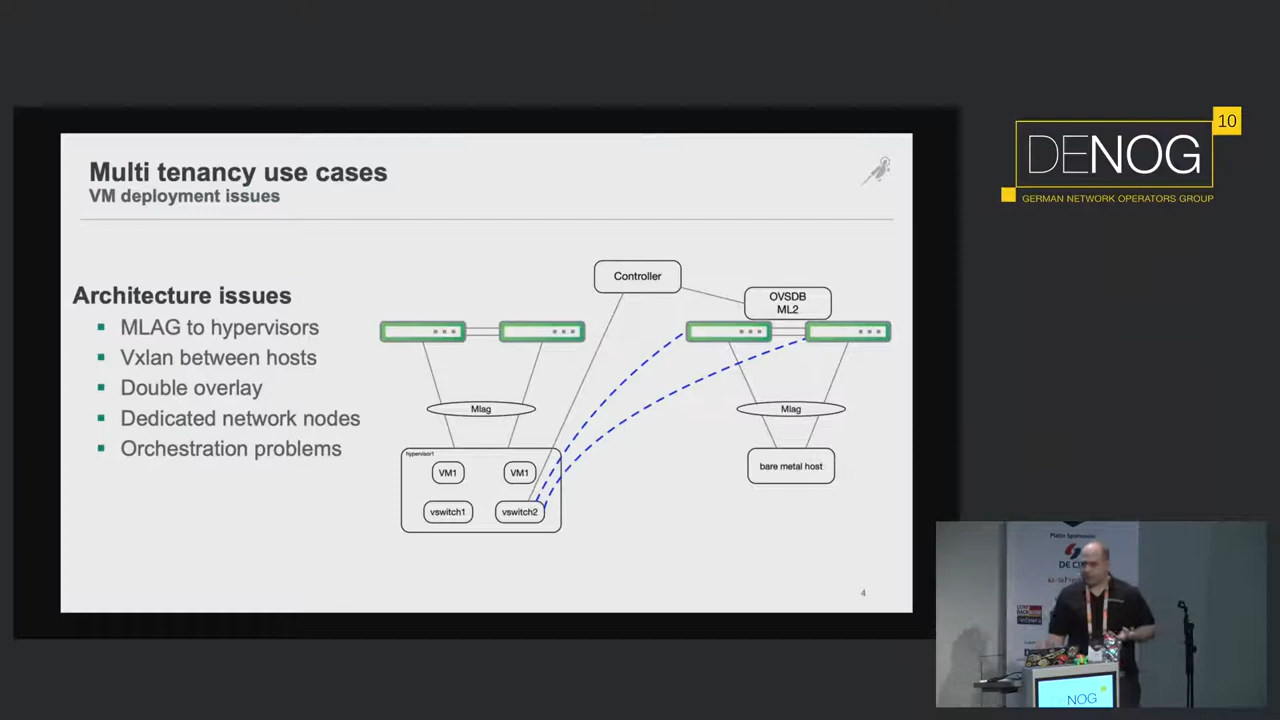 Multi tenancy use cases
VM deployment issues
Architecture issues
MLAG to hypervisors
Vxlan between hosts
Double overlay
Dedicated network nodes
Orchestration problems
Controller
OVSDB
ML2
Mlag
Mlag
hypervisor1
VM1
VM1
vswitch1
vswitch2
bare metal host
4
10
DENOG
GERMAN NETWORK OPERATORS GROUP
Platin Sponsoren
NOG